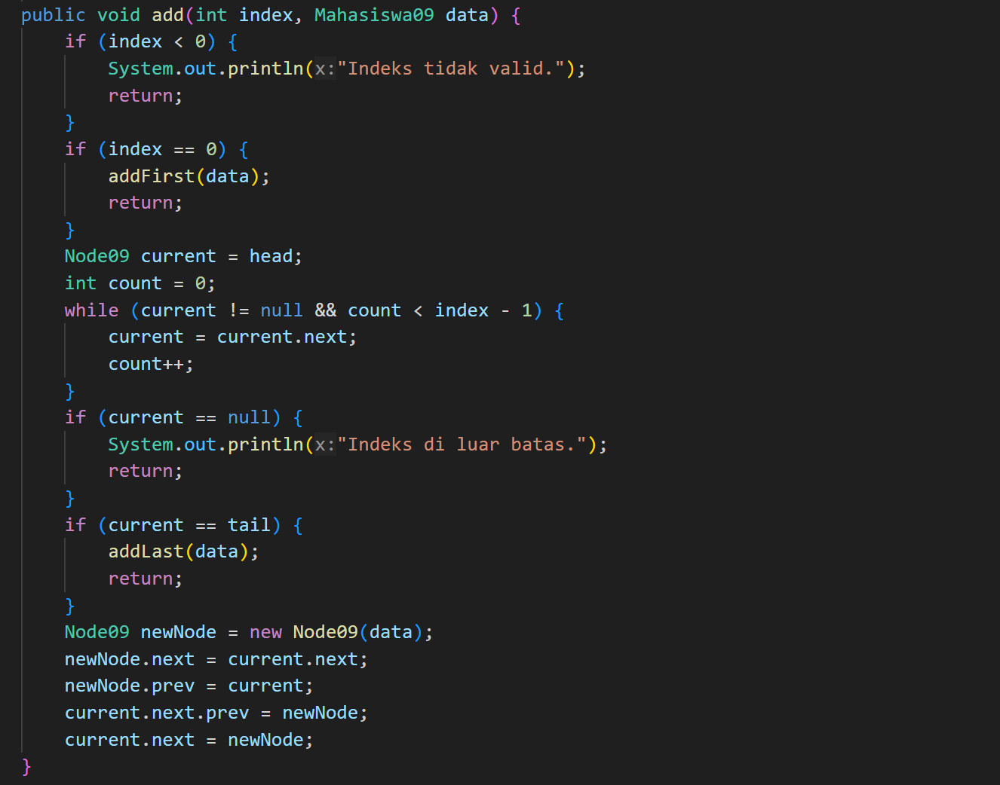 public void add(int index, Mahasiswa09 data) {
    if (index < 0) {
        System.out.println(x:"Indeks tidak valid.");
        return;
    }
    if (index == 0) {
        addFirst(data);
        return;
    }
    Node09 current = head;
    int count = 0;
    while (current != null && count < index - 1) {
        current = current.next;
        count++;
    }
    if (current == null) {
        System.out.println(x:"Indeks di luar batas.");
        return;
    }
    if (current == tail) {
        addLast(data);
        return;
    }
    Node09 newNode = new Node09(data);
    newNode.next = current.next;
    newNode.prev = current;
    current.next.prev = newNode;
    current.next = newNode;
}